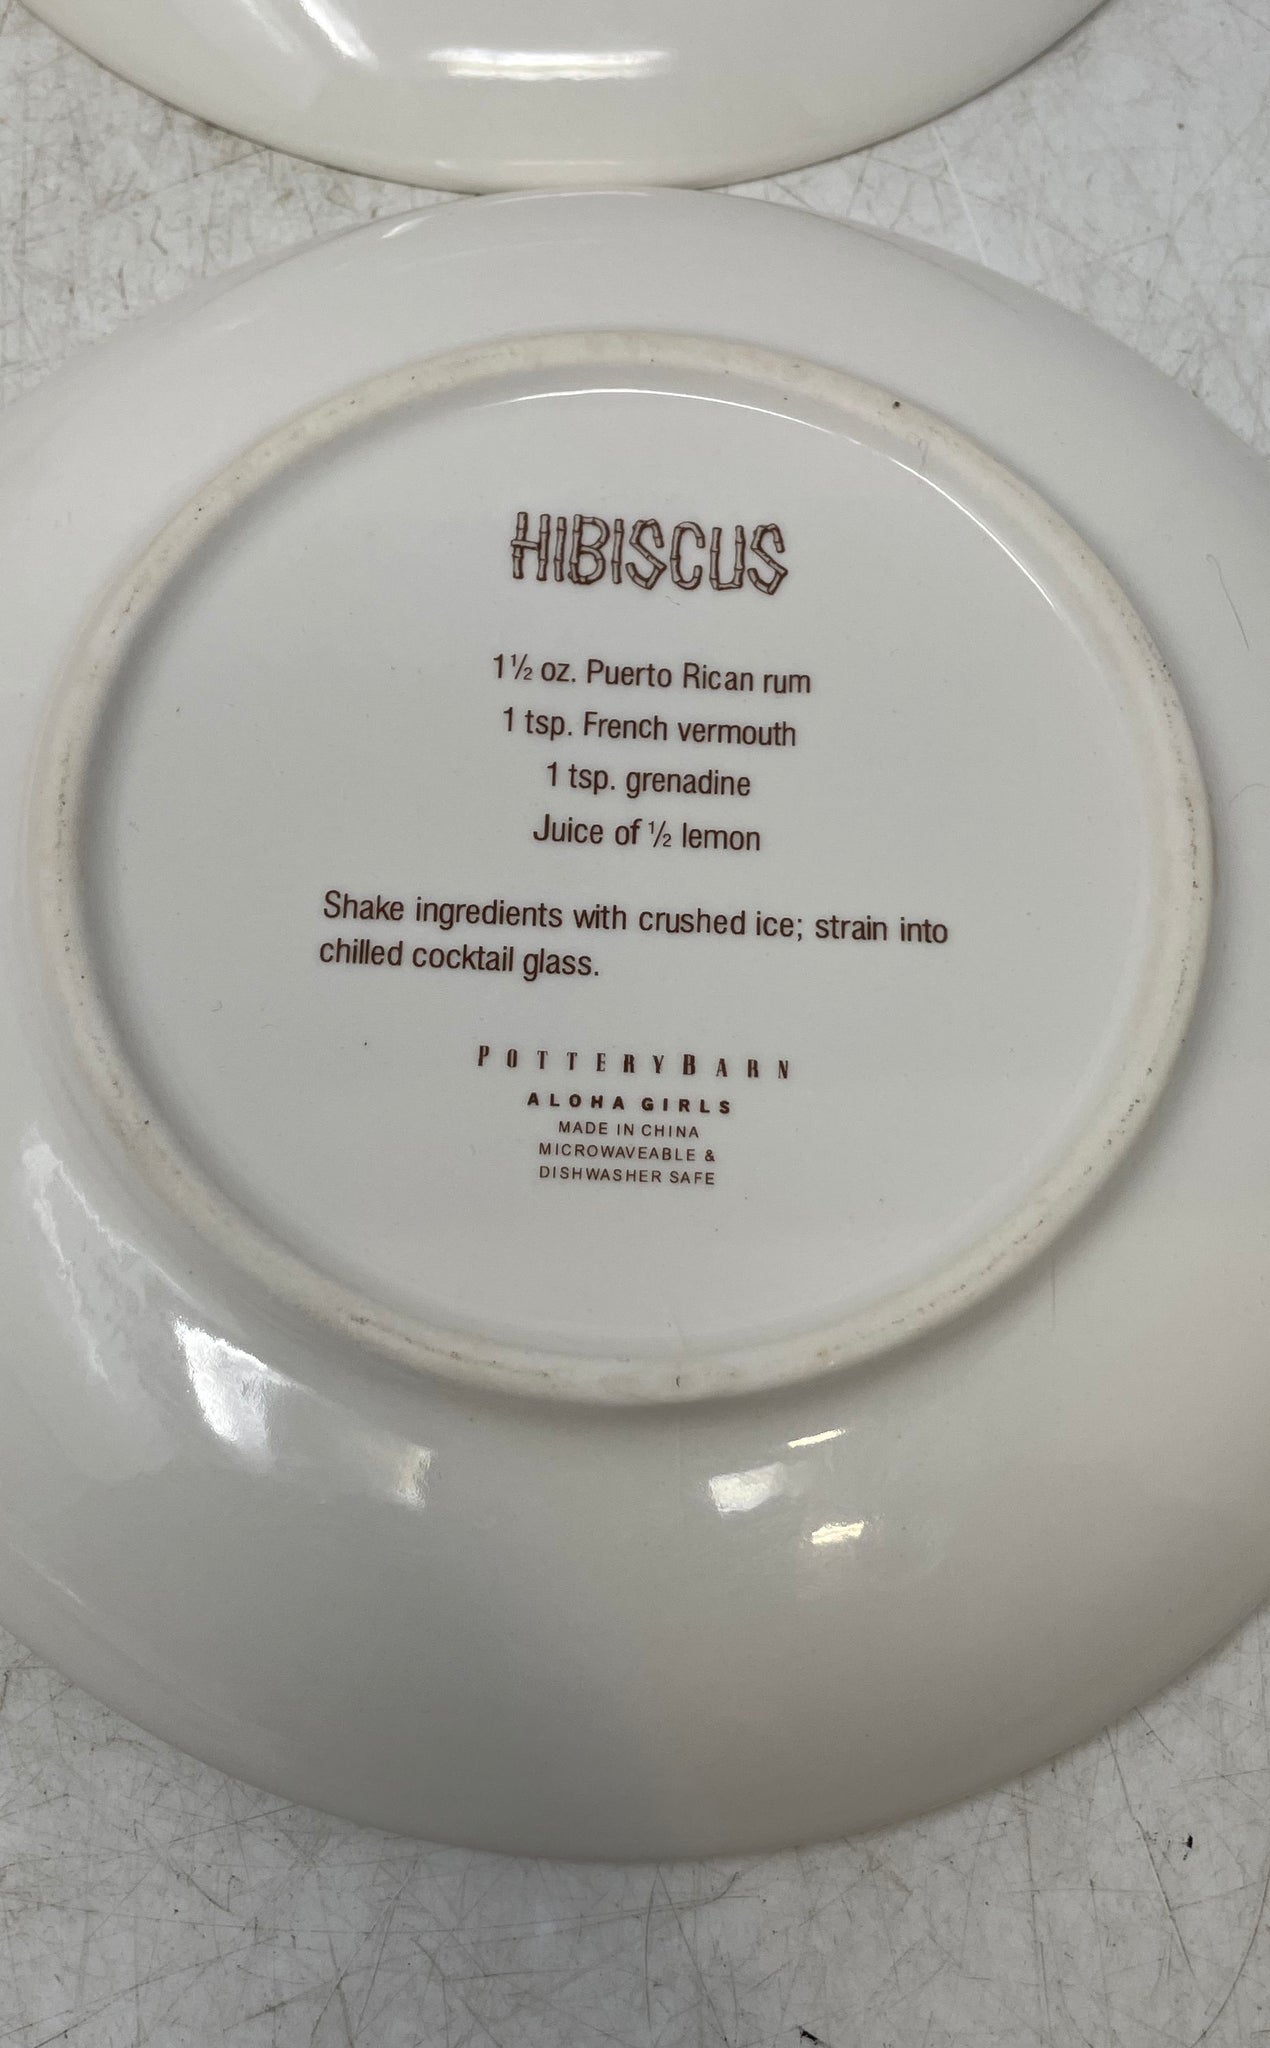 HIBISCUS
1½ oz. Puerto Rican rum
1 tsp. French vermouth
1 tsp. grenadine
Juice of ½ lemon
Shake ingredients with crushed ice; strain into
chilled cocktail glass.
POTTERYBARN
ALOHA GIRLS
MADE IN CHINA
MICROWAVEABLE &
DISHWASHER SAFE